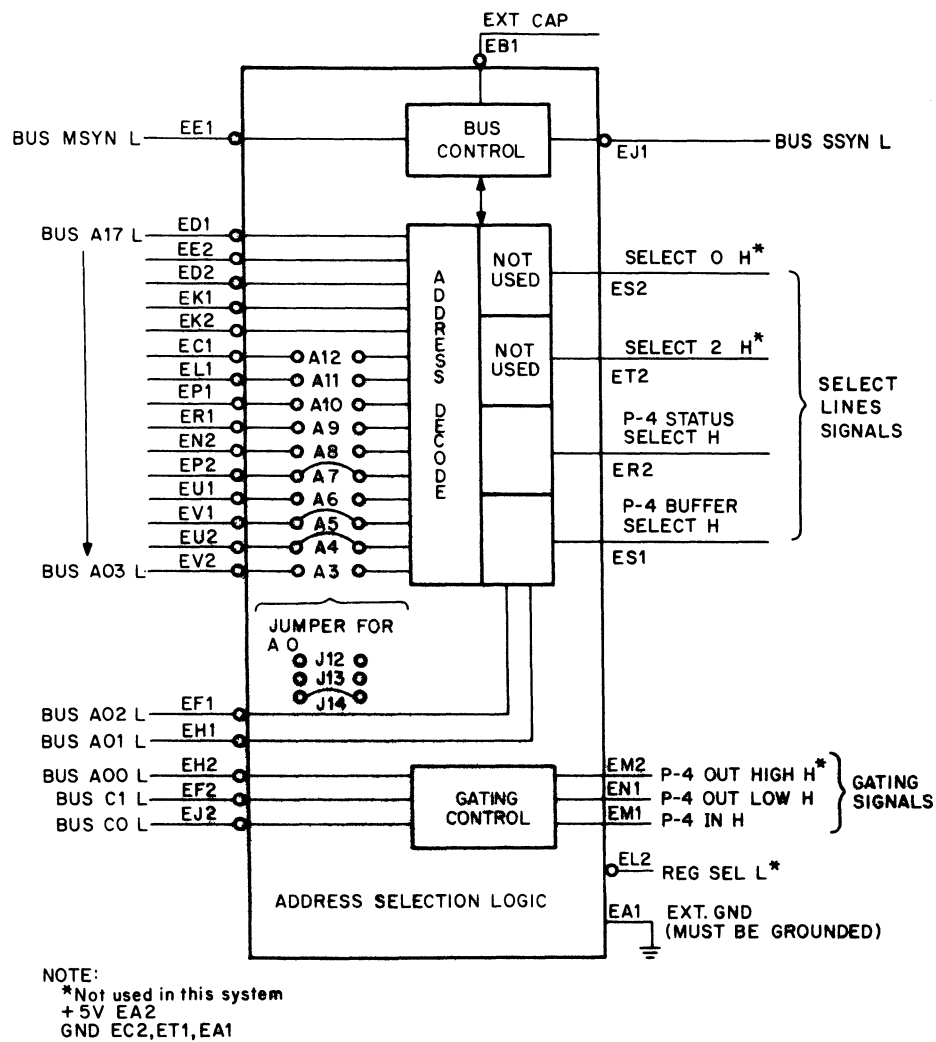 EXT CAP
EB1
BUS MSYN L
EE1
BUS CONTROL
EJ1
BUS SSYN L
BUS A17 L
ED1
EE2
ED2
EK1
EK2
EC1
EL1
EP1
ER1
EN2
EP2
EU1
EV1
EU2
BUS A03 L
EV2
A12
A11
A10
A9
A8
A7
A6
A5
A4
A3
ADDRESS DECODE
NOT USED
NOT USED
SELECT 0 H*
ES2
SELECT 2 H*
ET2
P-4 STATUS
SELECT H
ER2
P-4 BUFFER
SELECT H
ES1
SELECT
LINES
SIGNALS
JUMPER FOR
A 0
J12
J13
J14
BUS A02 L
EF1
BUS A01 L
EH1
BUS A00 L
EH2
BUS C1 L
EF2
BUS C0 L
EJ2
GATING
CONTROL
EM2
P-4 OUT HIGH H*
EN1
P-4 OUT LOW H
EM1
P-4 IN H
GATING
SIGNALS
EL2
REG SEL L*
ADDRESS SELECTION LOGIC
EA1
EXT. GND
(MUST BE GROUNDED)
NOTE:
*Not used in this system
+5V EA2
GND EC2,ET1,EA1